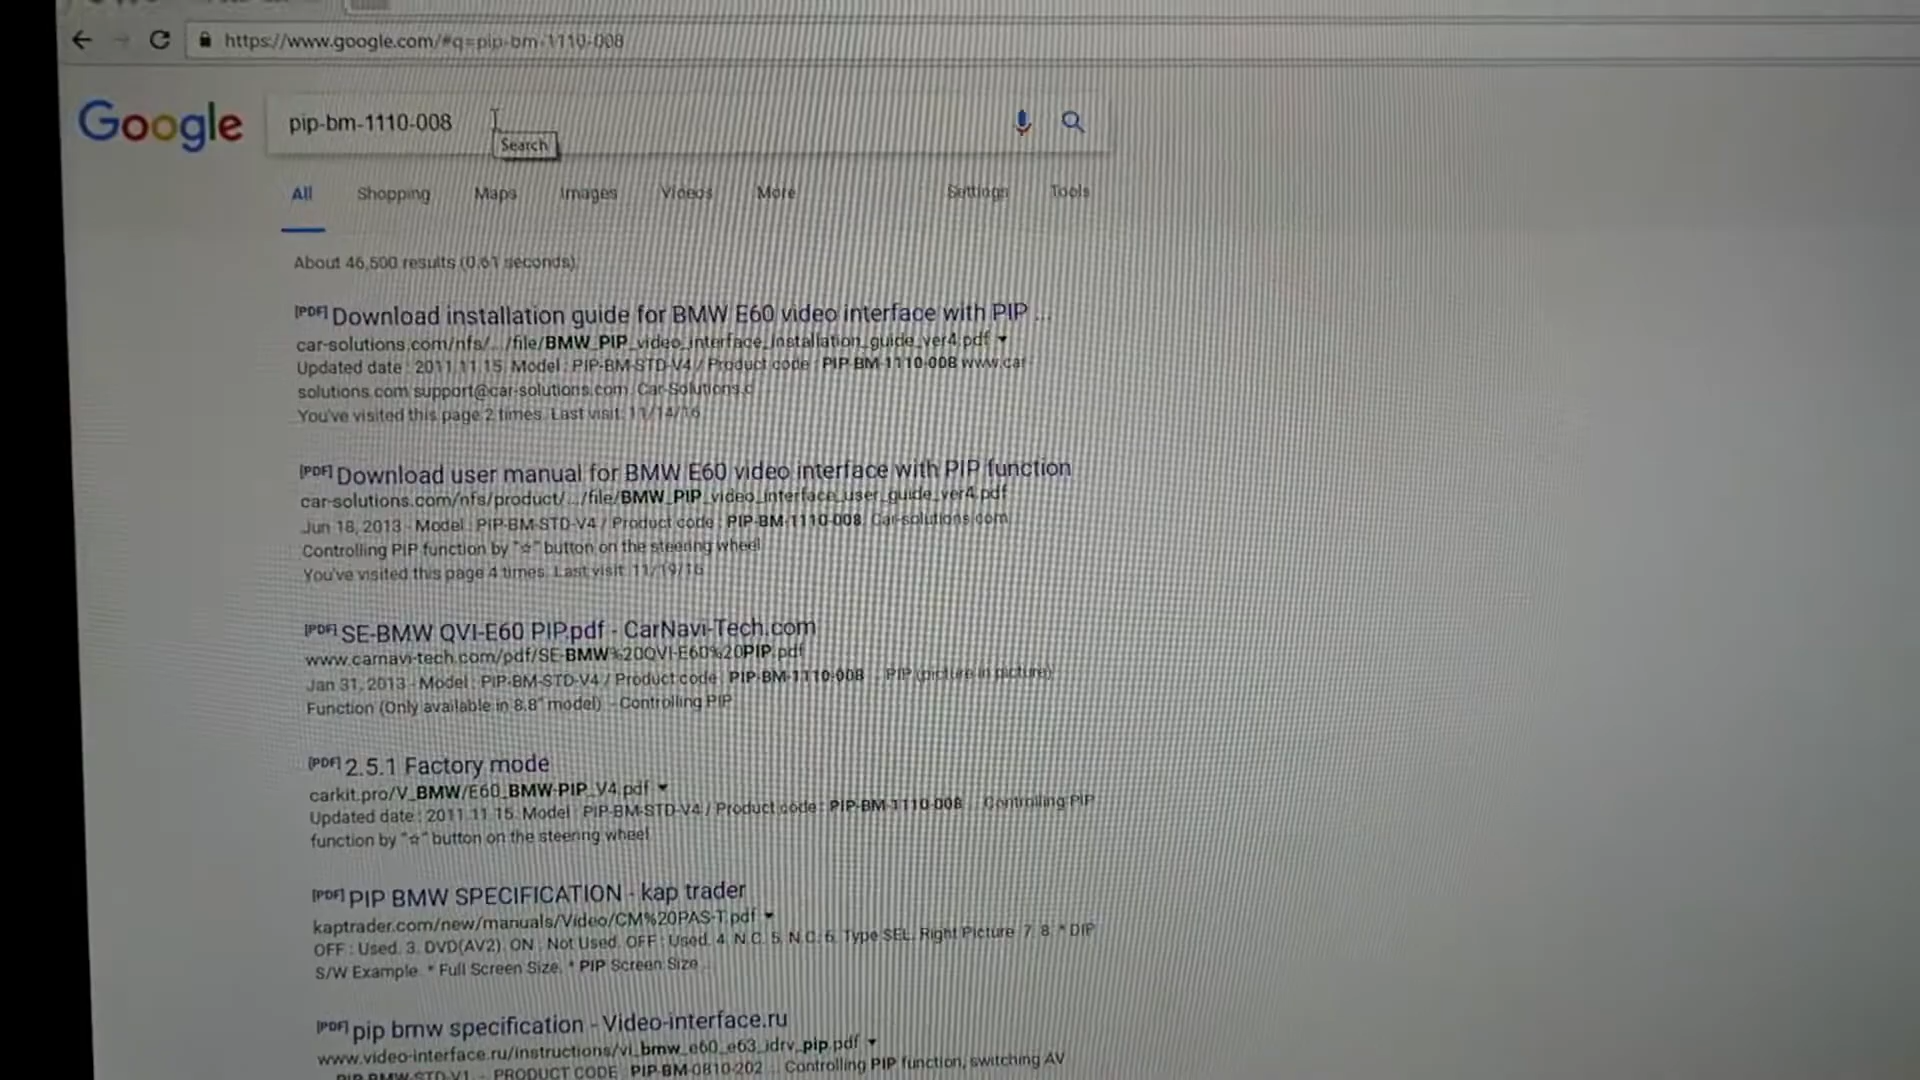 https://www.google.com/#q=pip-bm-1110-008
Google
pip-bm-1110-008
Search
All Shopping Maps Images Videos More Settings Tools
About 46,500 results (0.61 seconds)
[PDF] Download installation guide for BMW E60 video interface with PIP ...
car-solutions.com/nfs/.../file/BMW_PIP_video_interface_installation_guide_ver4.pdf
Updated date : 2011.11.15. Model : PIP-BM-STD-V4 / Product code : PIP-BM-1110-008 www.car-
solutions.com support@car-solutions.com. Car-Solutions.c
You've visited this page 2 times. Last visit: 11/14/16
[PDF] Download user manual for BMW E60 video interface with PIP function
car-solutions.com/nfs/product/.../file/BMW_PIP_video_interface_user_guide_ver4.pdf
Jun 18, 2013 - Model : PIP-BM-STD-V4 / Product code : PIP-BM-1110-008. Car-solutions.com
Controlling PIP function by "☆" button on the steering wheel
You've visited this page 4 times. Last visit: 11/19/16
[PDF] SE-BMW QVI-E60 PIP.pdf - CarNavi-Tech.com
www.carnavi-tech.com/pdf/SE-BMW%20QVI-E60%20PIP.pdf
Jan 31, 2013 - Model : PIP-BM-STD-V4 / Product code : PIP-BM-1110-008 ... PIP (picture in picture)
Function (Only available in 8.8" model). - Controlling PIP
[PDF] 2.5.1 Factory mode
carkit.pro/V_BMW/E60_BMW-PIP_V4.pdf
Updated date : 2011.11.15. Model : PIP-BM-STD-V4 / Product code : PIP-BM-1110-008 ... Controlling PIP
function by "☆" button on the steering wheel
[PDF] PIP BMW SPECIFICATION - kap trader
kaptrader.com/new/manuals/Video/CM%20PAS-T.pdf
OFF : Used. 3. DVD(AV2). ON : Not Used. OFF : Used. 4. N.C. 5. N.C. 6. Type SEL. Right Picture. 7. 8. * DIP
S/W Example. * Full Screen Size. * PIP Screen Size ...
[PDF] pip bmw specification - Video-interface.ru
www.video-interface.ru/instructions/vi_bmw_e60_e63_idrv_pip.pdf
PIP-BMW-STD-V1. - PRODUCT CODE : PIP-BM-0810-202 ... Controlling PIP function, switching AV